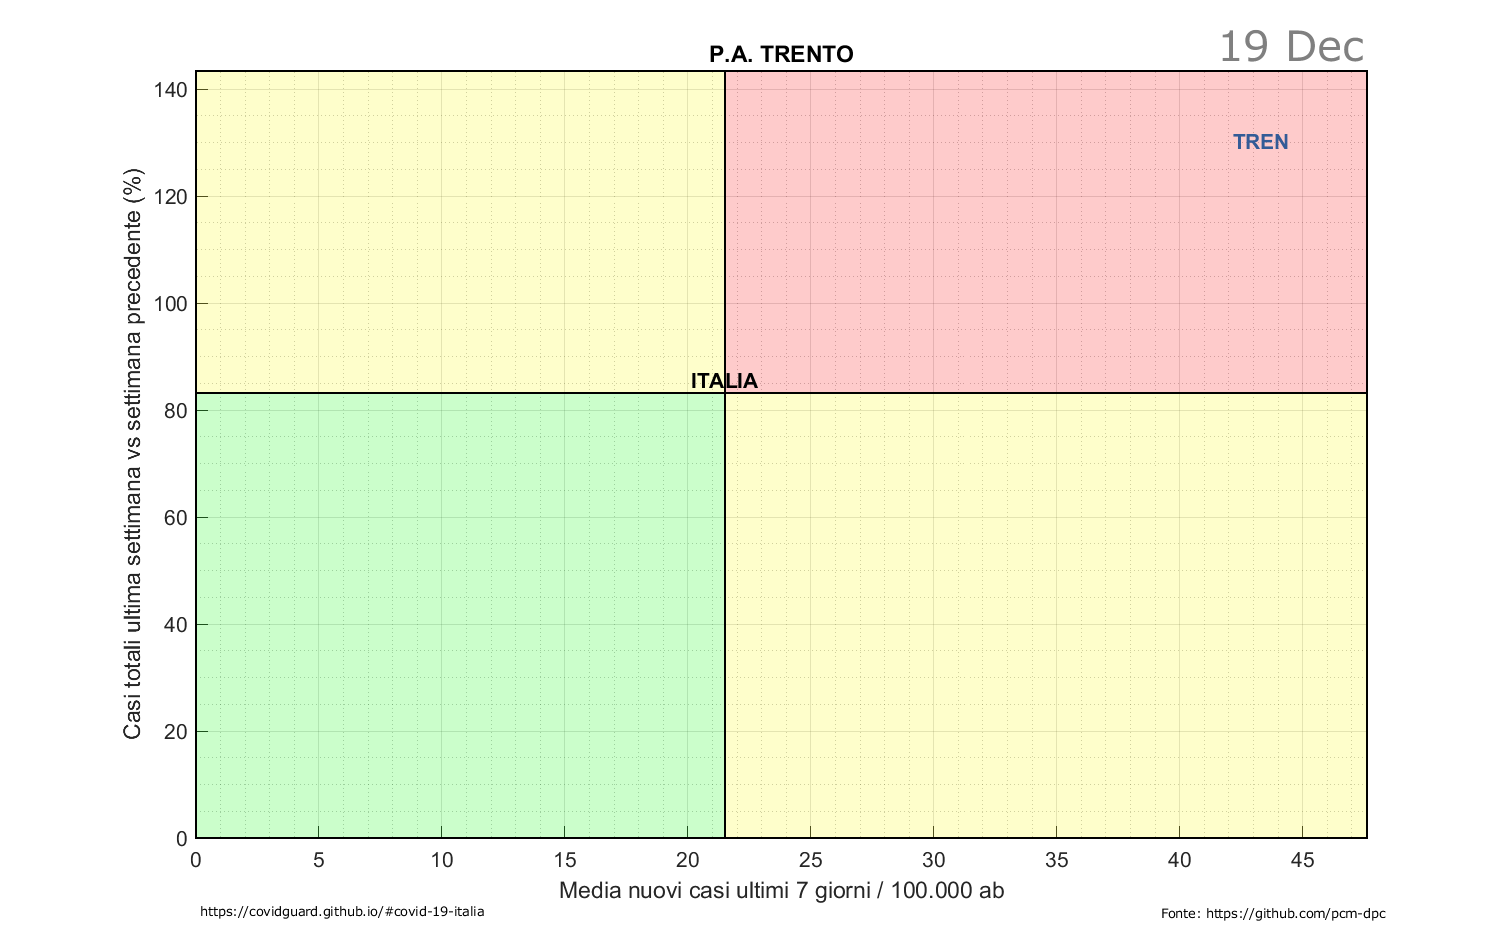 19 Dec
P.A. TRENTO
140
120
100
80
60
40
20
0
Casi totali ultima settimana vs settimana precedente (%)
TREN
ITALIA
0 5 10 15 20 25 30 35 40 45
Media nuovi casi ultimi 7 giorni / 100.000 ab
https://covidguard.github.io/#covid-19-italia
Fonte: https://github.com/pcm-dpc